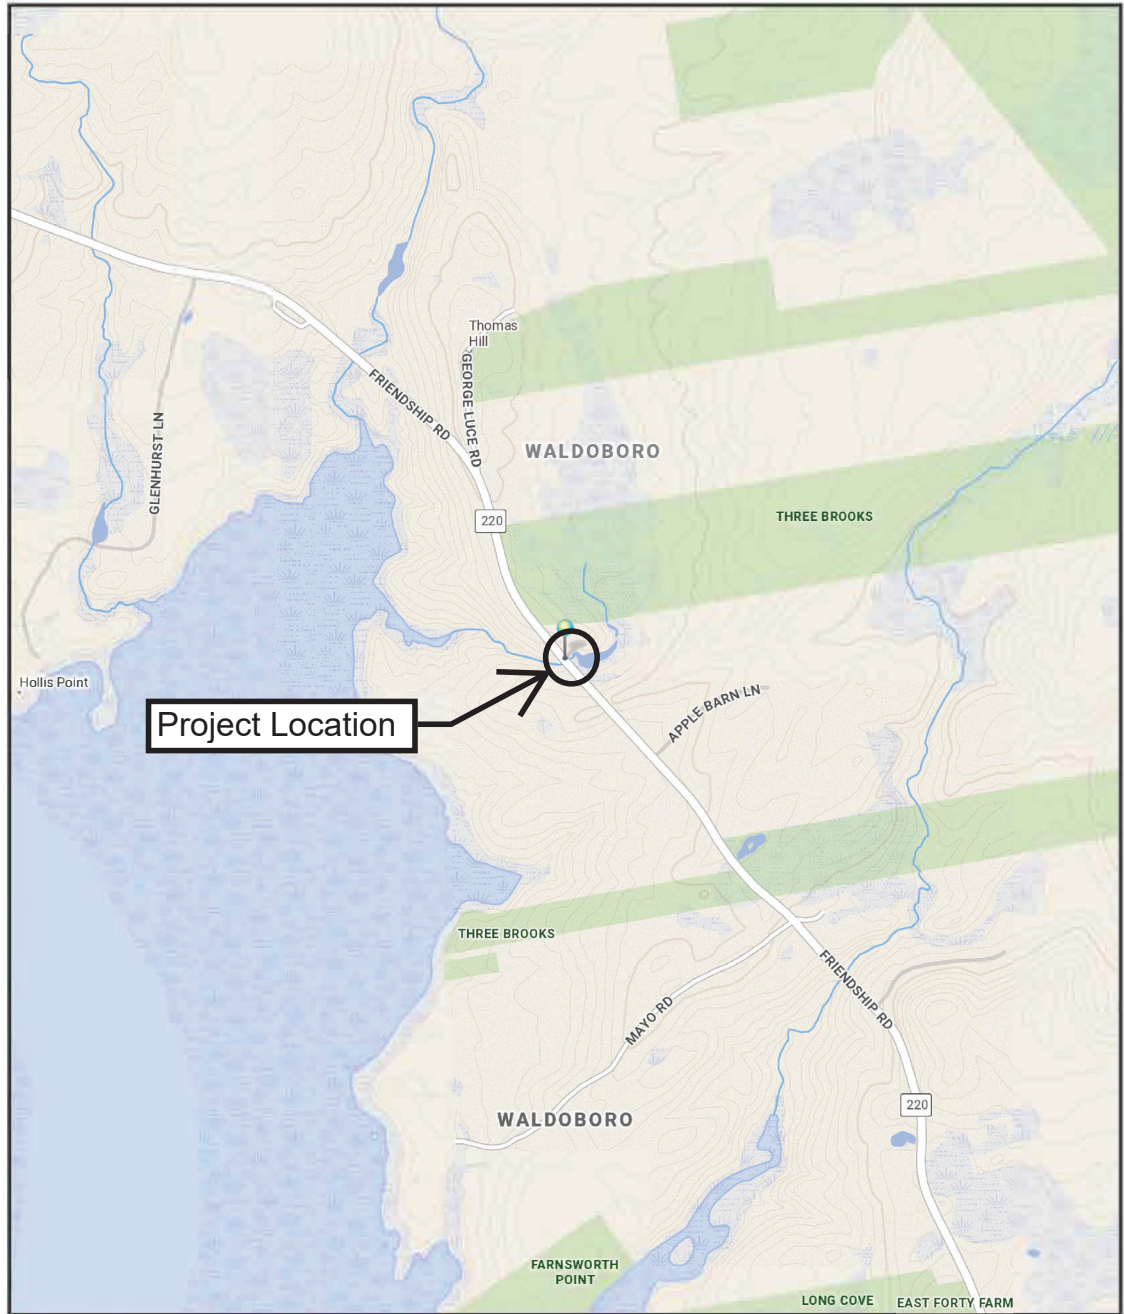 Thomas
Hill
FRIENDSHIP RD
GEORGE LUCE RD
GLENHURST LN
WALDOBORO
220
THREE BROOKS
Hollis Point
Project Location
APPLE BARN LN
THREE BROOKS
FRIENDSHIP RD
MAYO RD
220
WALDOBORO
FARNSWORTH
POINT
LONG COVE
EAST FORTY FARM